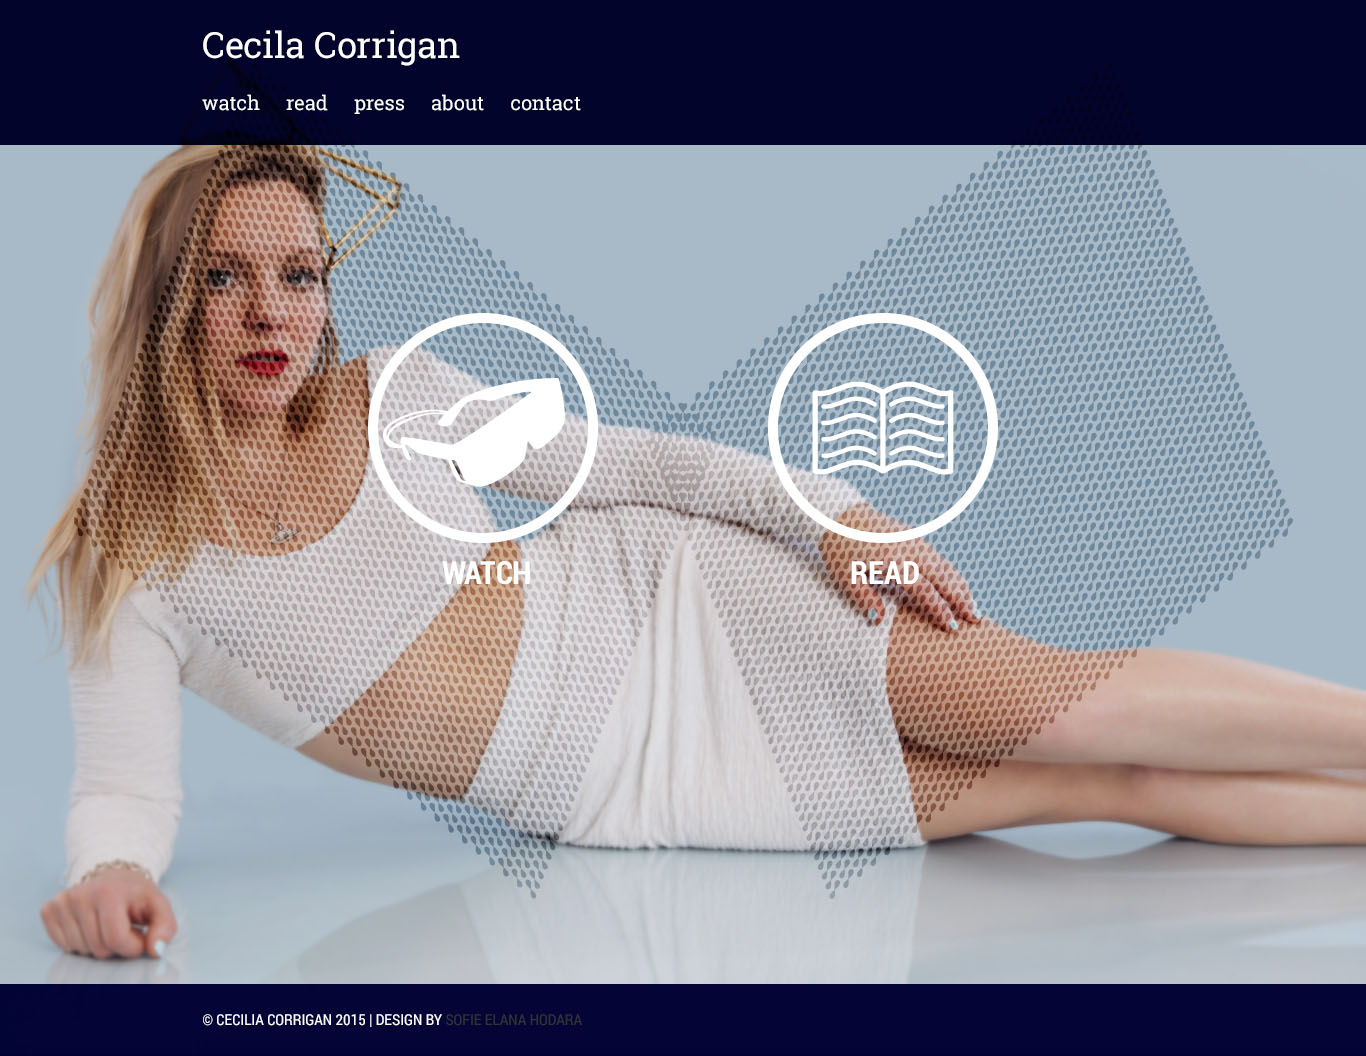 Cecila Corrigan
watch read press about contact
WATCH READ
© CECILIA CORRIGAN 2015 | DESIGN BY SOFIE ELANA HODARA